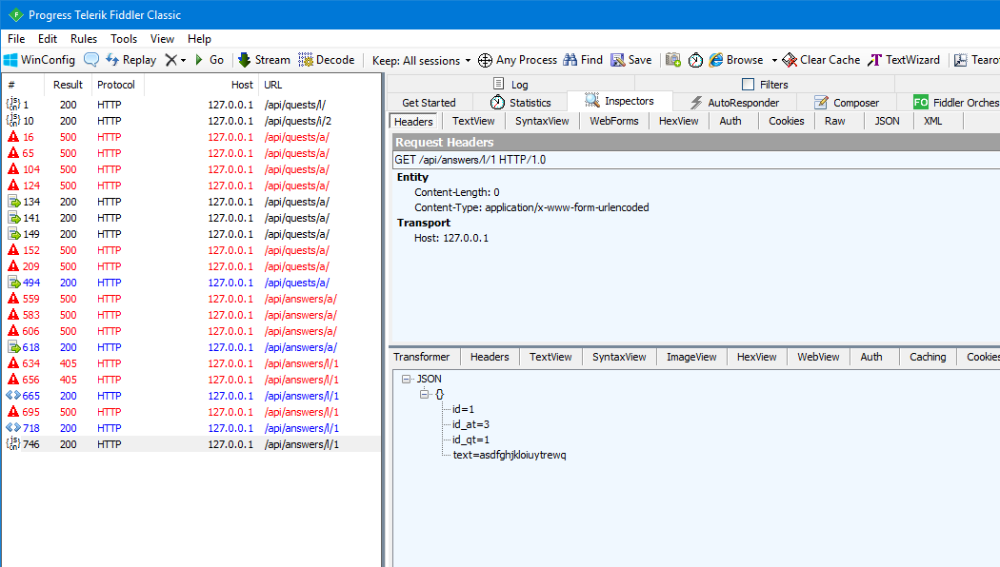 Progress Telerik Fiddler Classic
File Edit Rules Tools View Help
WinConfig Replay Go Stream Decode Keep: All sessions Any Process Find Save Browse Clear Cache TextWizard Tearo
# Result Protocol Host URL
1 200 HTTP 127.0.0.1 /api/quests/l/
10 200 HTTP 127.0.0.1 /api/quests/i/2
16 500 HTTP 127.0.0.1 /api/quests/a/
65 500 HTTP 127.0.0.1 /api/quests/a/
104 500 HTTP 127.0.0.1 /api/quests/a/
124 500 HTTP 127.0.0.1 /api/quests/a/
134 200 HTTP 127.0.0.1 /api/quests/a/
141 200 HTTP 127.0.0.1 /api/quests/a/
149 200 HTTP 127.0.0.1 /api/quests/a/
152 500 HTTP 127.0.0.1 /api/quests/a/
209 500 HTTP 127.0.0.1 /api/quests/a/
494 200 HTTP 127.0.0.1 /api/quests/a/
559 500 HTTP 127.0.0.1 /api/answers/a/
583 500 HTTP 127.0.0.1 /api/answers/a/
606 500 HTTP 127.0.0.1 /api/answers/a/
618 200 HTTP 127.0.0.1 /api/answers/a/
634 405 HTTP 127.0.0.1 /api/answers/l/1
656 405 HTTP 127.0.0.1 /api/answers/l/1
665 200 HTTP 127.0.0.1 /api/answers/l/1
695 500 HTTP 127.0.0.1 /api/answers/l/1
718 200 HTTP 127.0.0.1 /api/answers/l/1
746 200 HTTP 127.0.0.1 /api/answers/l/1
Log Filters
Get Started Statistics Inspectors AutoResponder Composer FO Fiddler Orches
Headers TextView SyntaxView WebForms HexView Auth Cookies Raw JSON XML
Request Headers
GET /api/answers/l/1 HTTP/1.0
Entity
Content-Length: 0
Content-Type: application/x-www-form-urlencoded
Transport
Host: 127.0.0.1
Transformer Headers TextView SyntaxView ImageView HexView WebView Auth Caching Cookies
JSON
{}
id=1
id_at=3
id_qt=1
text=asdfghjkloiuytrewq